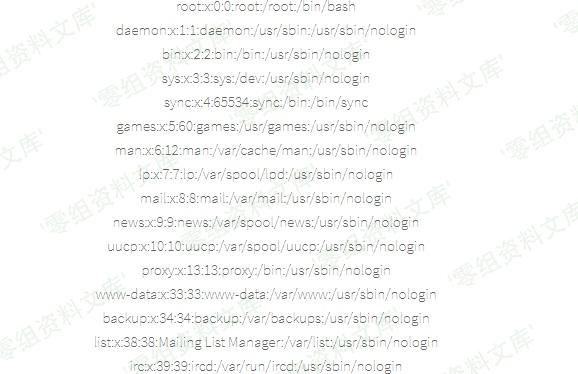 root:x:0:0:root:/root:/bin/bash
daemon:x:1:1:daemon:/usr/sbin:/usr/sbin/nologin
bin:x:2:2:bin:/bin:/usr/sbin/nologin
sys:x:3:3:sys:/dev:/usr/sbin/nologin
sync:x:4:65534:sync:/bin:/bin/sync
games:x:5:60:games:/usr/games:/usr/sbin/nologin
man:x:6:12:man:/var/cache/man:/usr/sbin/nologin
lp:x:7:7:lp:/var/spool/lpd:/usr/sbin/nologin
mail:x:8:8:mail:/var/mail:/usr/sbin/nologin
news:x:9:9:news:/var/spool/news:/usr/sbin/nologin
uucp:x:10:10:uucp:/var/spool/uucp:/usr/sbin/nologin
proxy:x:13:13:proxy:/bin:/usr/sbin/nologin
www-data:x:33:33:www-data:/var/www:/usr/sbin/nologin
backup:x:34:34:backup:/var/backups:/usr/sbin/nologin
list:x:38:38:Mailing List Manager:/var/list:/usr/sbin/nologin
irc:x:39:39:ircd:/var/run/ircd:/usr/sbin/nologin
'零组资料文库'